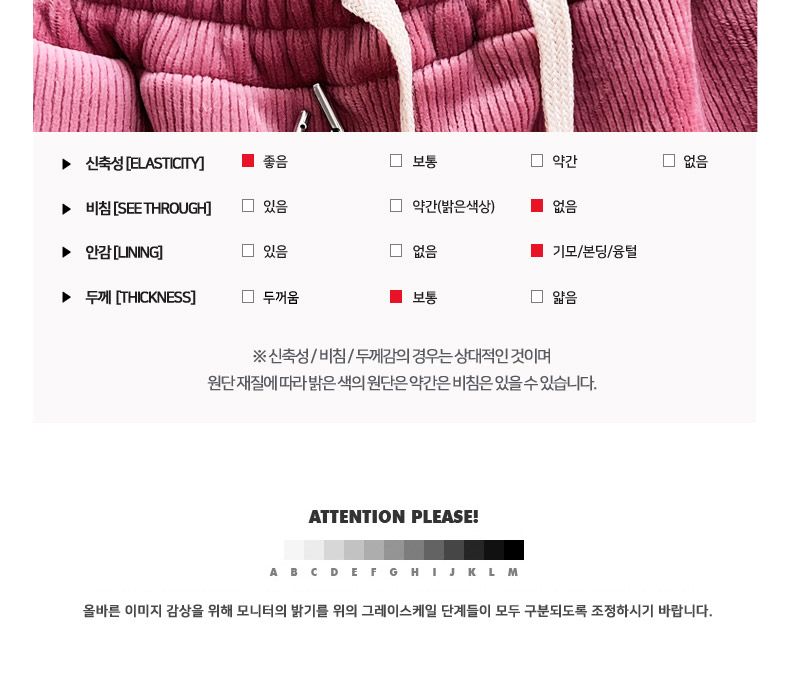 ▶ 신축성 [ELASTICITY] ■ 좋음 □ 보통 □ 약간 □ 없음
▶ 비침 [SEE THROUGH] □ 있음 □ 약간(밝은색상) ■ 없음
▶ 안감 [LINING] □ 있음 □ 없음 ■ 기모/본딩/융털
▶ 두께 [THICKNESS] □ 두꺼움 ■ 보통 □ 얇음
※ 신축성 / 비침 / 두께감의 경우는 상대적인 것이며
원단 재질에 따라 밝은 색의 원단은 약간은 비침은 있을 수 있습니다.
ATTENTION PLEASE!
A B C D E F G H I J K L M
올바른 이미지 감상을 위해 모니터의 밝기를 위의 그레이스케일 단계들이 모두 구분되도록 조정하시기 바랍니다.